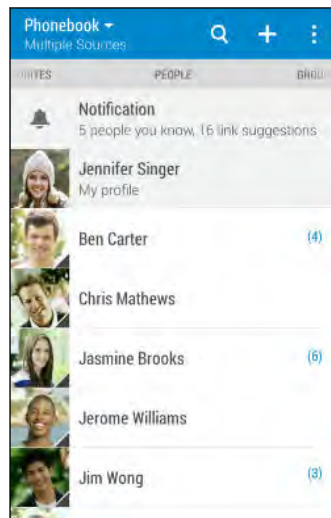 Phonebook
Multiple Sources
PEOPLE
Notification
5 people you know, 16 link suggestions
Jennifer Singer
My profile
Ben Carter (4)
Chris Mathews
Jasmine Brooks (6)
Jerome Williams
Jim Wong (3)